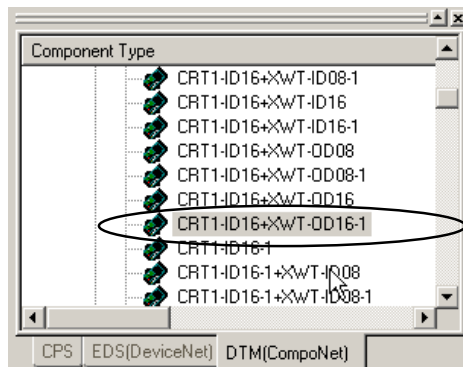 Component Type
CRT1-ID16+XWT-ID08-1
CRT1-ID16+XWT-ID16
CRT1-ID16+XWT-ID16-1
CRT1-ID16+XWT-OD08
CRT1-ID16+XWT-OD08-1
CRT1-ID16+XWT-OD16
CRT1-ID16+XWT-OD16-1
CRT1-ID16-1
CRT1-ID16-1+XWT-ID08
CRT1-ID16-1+XWT-ID08-1
CPS EDS(DeviceNet) DTM(CompoNet)